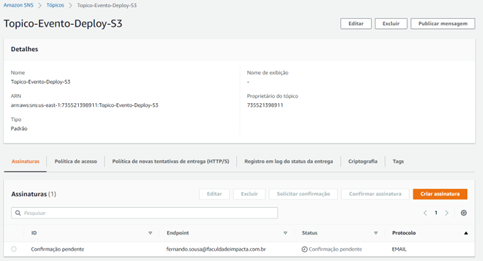 Amazon SNS > Tópicos > Topico-Evento-Deploy-S3
Topico-Evento-Deploy-S3
Editar Excluir Publicar mensagem
Detalhes
Nome
Topico-Evento-Deploy-S3
Nome de exibição
-
ARN
arn:aws:sns:us-east-1:735521398911:Topico-Evento-Deploy-S3
Proprietário do tópico
735521398911
Tipo
Padrão
Assinaturas Política de acesso Política de novas tentativas de entrega (HTTP/S) Registro em log do status da entrega Criptografia Tags
Assinaturas (1)
Editar Excluir Solicitar confirmação Confirmar assinatura Criar assinatura
Pesquisar
1
ID Endpoint Status Protocolo
Confirmação pendente fernando.sousa@faculdadeimpacta.com.br Confirmação pendente EMAIL